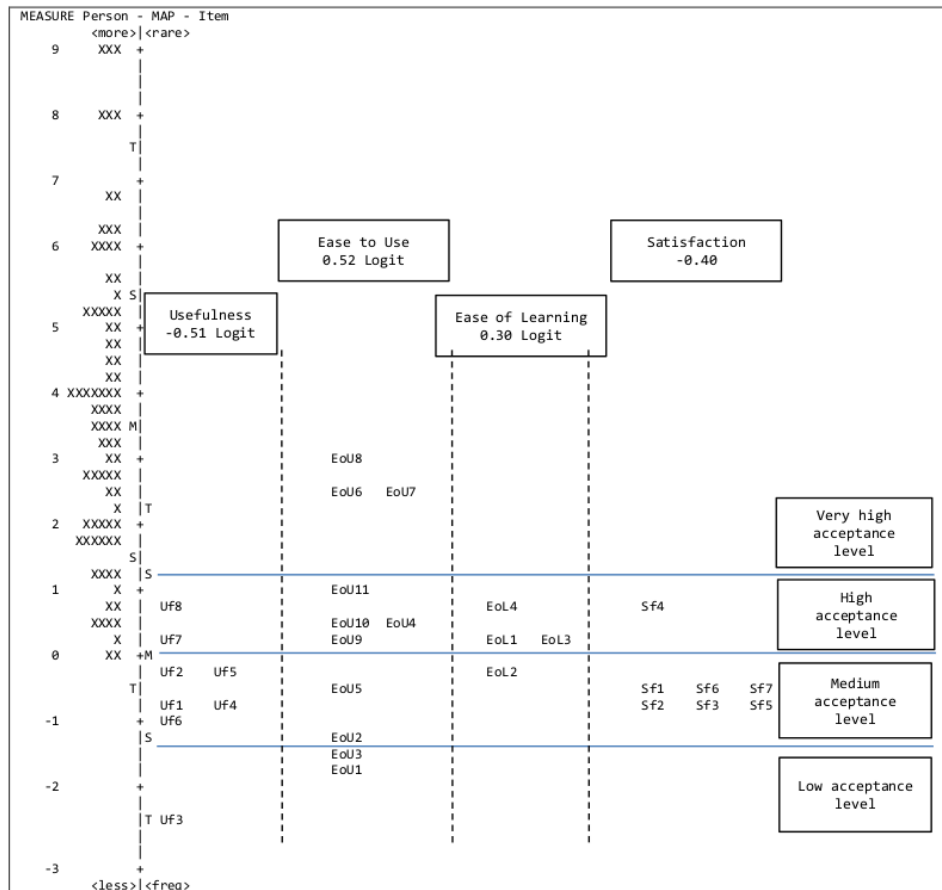 MEASURE Person - MAP - Item
<more>|<rare>
9 XXX +
|
|
|
8 XXX +
|
T|
|
7 +
XX |
|
XXX |
6 XXXX +
|
XX |
X S|
XXXXX |
5 XX +
XX |
XX |
XX |
4 XXXXXXX +
XXXX |
XXXX M|
XXX |
3 XX + EoU8
XXXXX |
XX | EoU6 EoU7
X |T
2 XXXXX +
XXXXXX |
S|
XXXX |S
1 X + EoU11
XX | Uf8 EoL4 Sf4
XXXX | EoU10 EoU4
X | Uf7 EoU9 EoL1 EoL3
0 XX +M
| Uf2 Uf5 EoL2
T| EoU5 Sf1 Sf6 Sf7
| Uf1 Uf4 Sf2 Sf3 Sf5
-1 + Uf6
|S EoU2
| EoU3
| EoU1
-2 +
|
|T Uf3
|
|
-3 +
<less>|<freq>
Usefulness
-0.51 Logit
Ease to Use
0.52 Logit
Ease of Learning
0.30 Logit
Satisfaction
-0.40
Very high
acceptance
level
High
acceptance
level
Medium
acceptance
level
Low acceptance
level